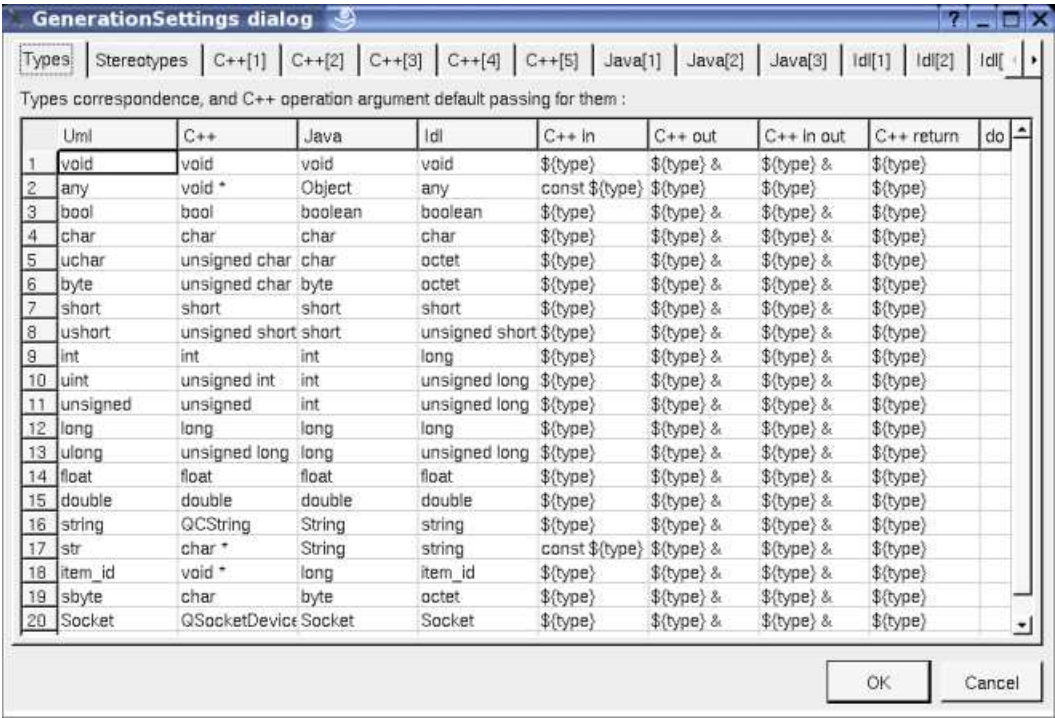 GenerationSettings dialog
Types Stereotypes C++[1] C++[2] C++[3] C++[4] C++[5] Java[1] Java[2] Java[3] Idl[1] Idl[2] Idl[
Types correspondence, and C++ operation argument default passing for them :
Uml C++ Java Idl C++ in C++ out C++ in out C++ return do
1 void void void void ${type} ${type} & ${type} & ${type}
2 any void * Object any const ${type} ${type} ${type} ${type}
3 bool bool boolean boolean ${type} ${type} & ${type} & ${type}
4 char char char char ${type} ${type} & ${type} & ${type}
5 uchar unsigned char char octet ${type} ${type} & ${type} & ${type}
6 byte unsigned char byte octet ${type} ${type} & ${type} & ${type}
7 short short short short ${type} ${type} & ${type} & ${type}
8 ushort unsigned short short unsigned short ${type} ${type} & ${type} & ${type}
9 int int int long ${type} ${type} & ${type} & ${type}
10 uint unsigned int int unsigned long ${type} ${type} & ${type} & ${type}
11 unsigned unsigned int unsigned long ${type} ${type} & ${type} & ${type}
12 long long long long ${type} ${type} & ${type} & ${type}
13 ulong unsigned long long unsigned long ${type} ${type} & ${type} & ${type}
14 float float float float ${type} ${type} & ${type} & ${type}
15 double double double double ${type} ${type} & ${type} & ${type}
16 string QCString String string ${type} ${type} & ${type} & ${type}
17 str char * String string const ${type} ${type} & ${type} & ${type}
18 item_id void * long item_id ${type} ${type} & ${type} & ${type}
19 sbyte char byte octet ${type} ${type} & ${type} & ${type}
20 Socket QSocketDevice Socket Socket ${type} ${type} & ${type} & ${type}
OK Cancel